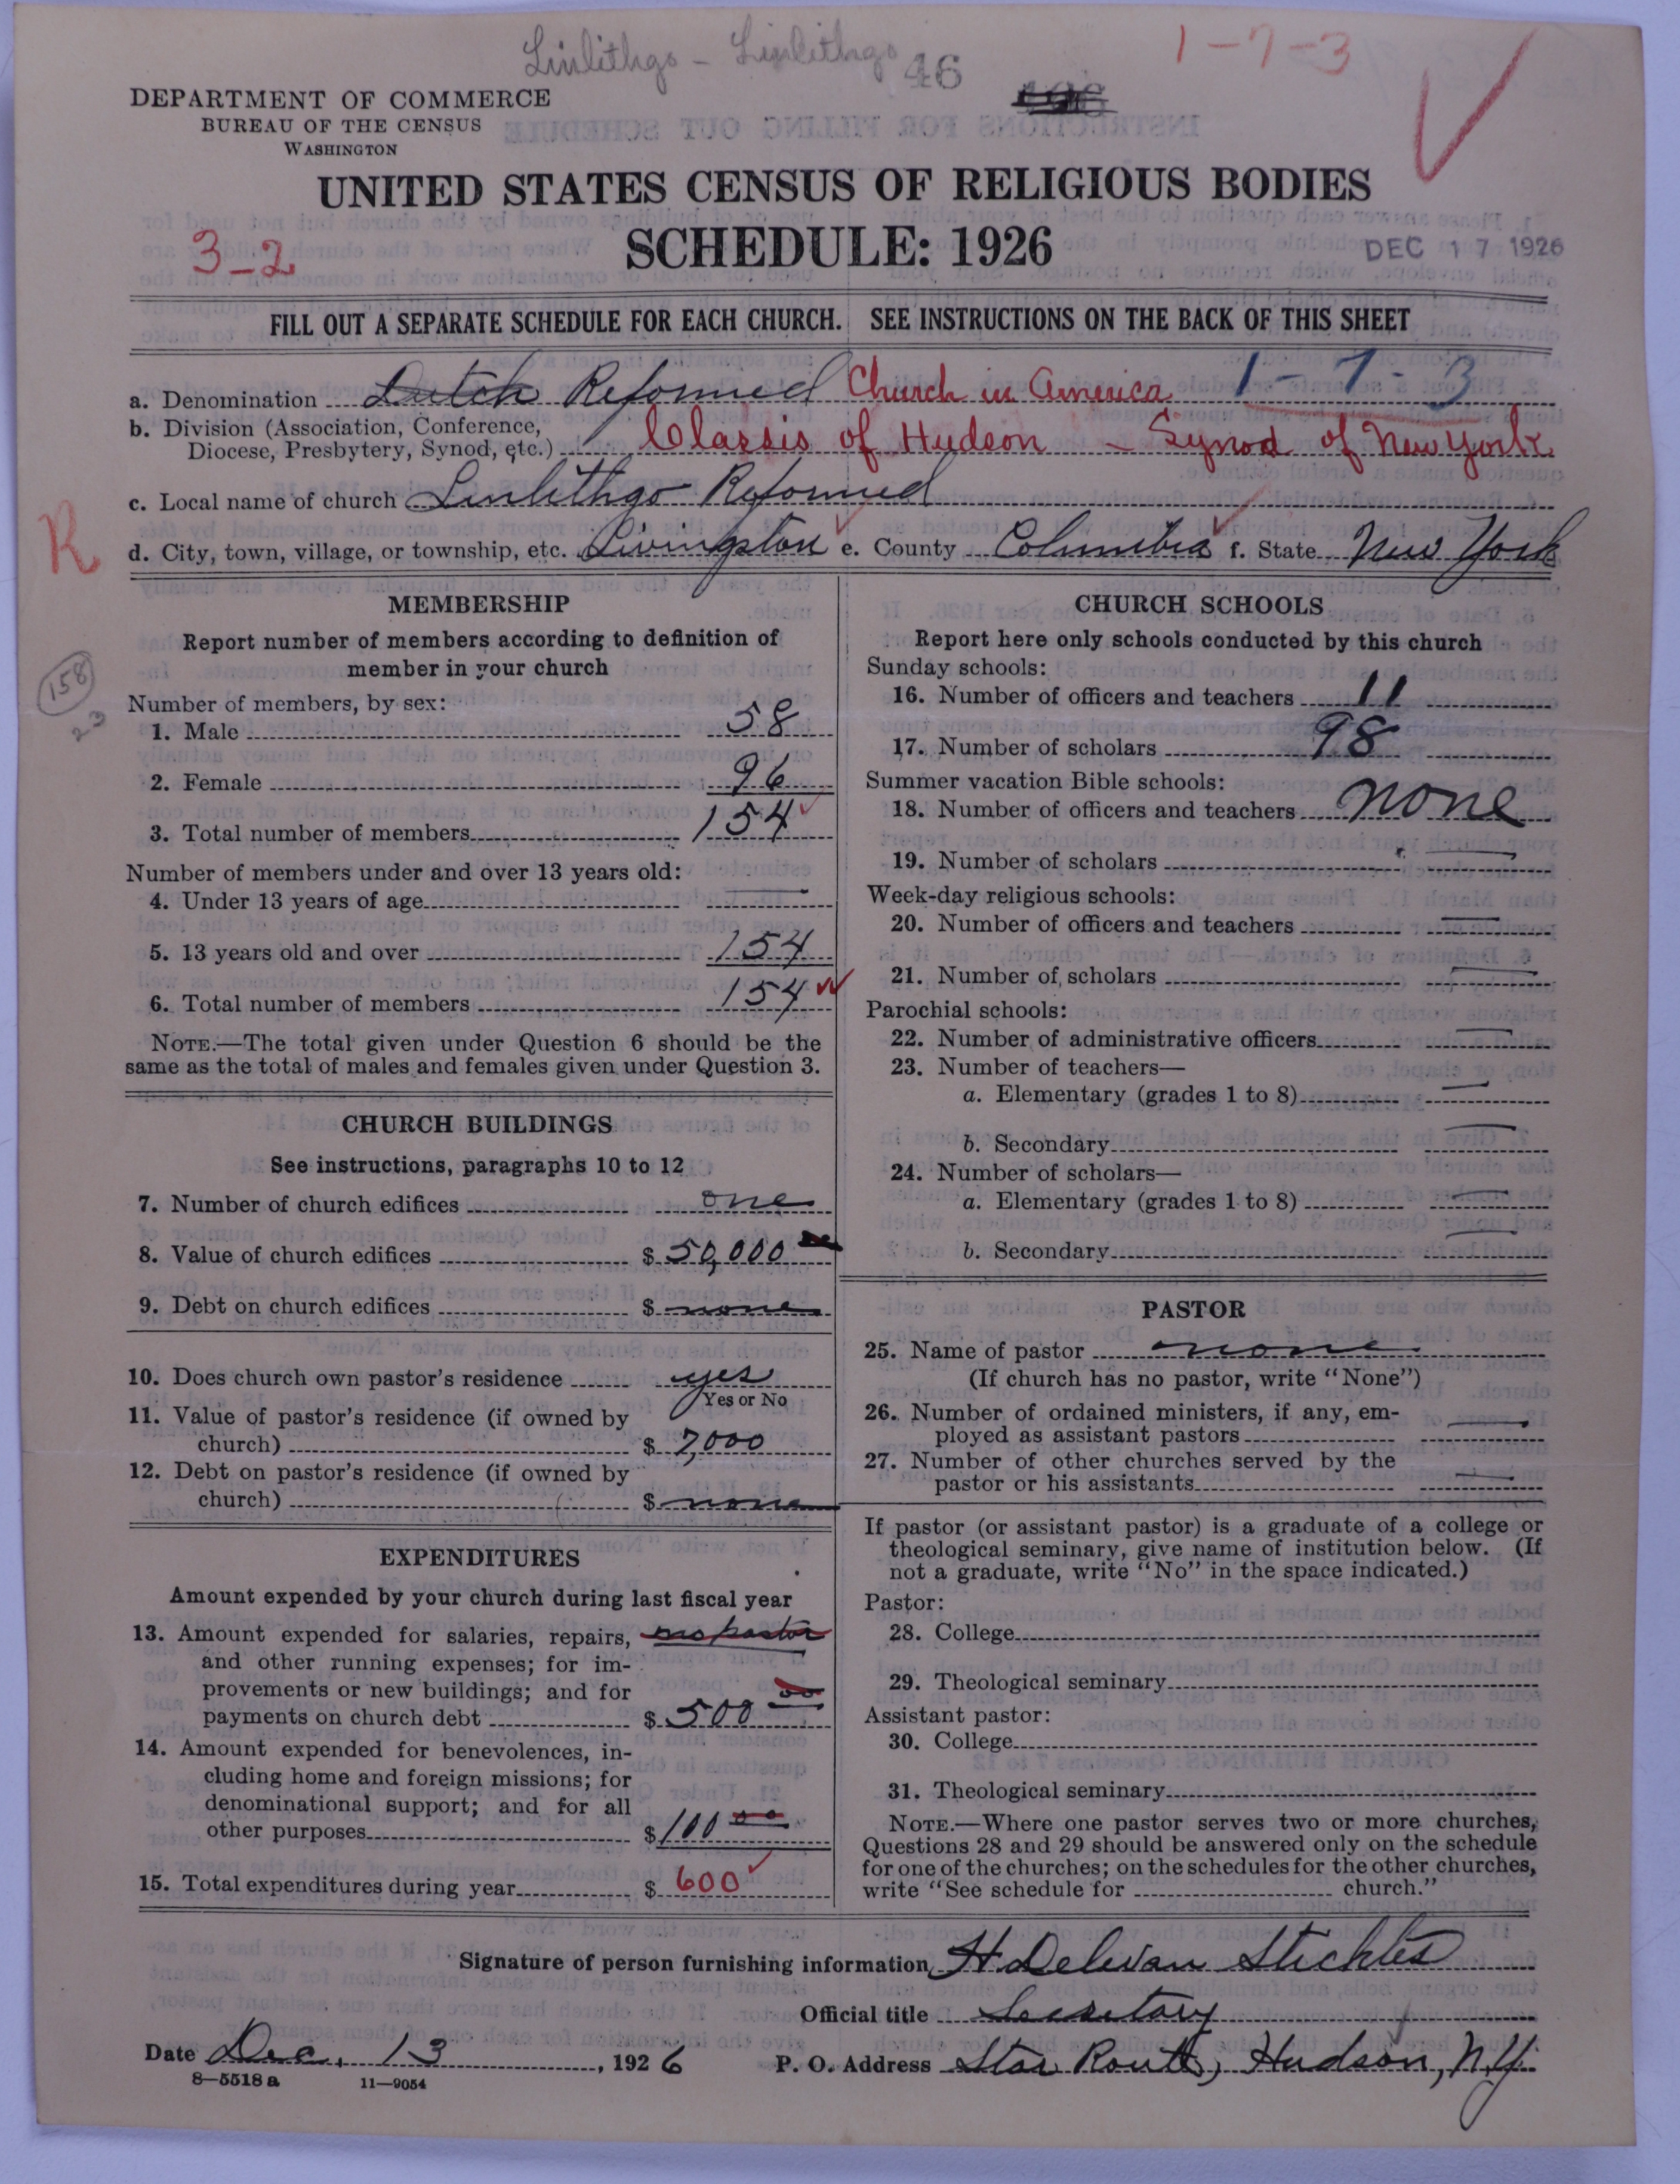 Linlithgo - Linlithgo 46
1-7-3
DEPARTMENT OF COMMERCE
BUREAU OF THE CENSUS
WASHINGTON
UNITED STATES CENSUS OF RELIGIOUS BODIES
SCHEDULE: 1926
3-2
DEC 17 1926
FILL OUT A SEPARATE SCHEDULE FOR EACH CHURCH. SEE INSTRUCTIONS ON THE BACK OF THIS SHEET
a. Denomination Dutch Reformed Church in America 1-7-3
b. Division (Association, Conference,
Diocese, Presbytery, Synod, etc.) Classis of Hudson - Synod of New York
c. Local name of church Linlithgo Reformed
R
d. City, town, village, or township, etc. Livingston e. County Columbia f. State New York
MEMBERSHIP
Report number of members according to definition of
member in your church
158
23
Number of members, by sex:
1. Male 58
2. Female 96
3. Total number of members 154
Number of members under and over 13 years old:
4. Under 13 years of age —
5. 13 years old and over 154
6. Total number of members 154
NOTE.—The total given under Question 6 should be the
same as the total of males and females given under Question 3.
CHURCH BUILDINGS
See instructions, paragraphs 10 to 12
7. Number of church edifices one
8. Value of church edifices $ 50,000
9. Debt on church edifices $ none
10. Does church own pastor's residence yes
Yes or No
11. Value of pastor's residence (if owned by
church) $ 7,000
12. Debt on pastor's residence (if owned by
church) $ none
EXPENDITURES
Amount expended by your church during last fiscal year
13. Amount expended for salaries, repairs, no pastor
and other running expenses; for im-
provements or new buildings; and for
payments on church debt $ 500 00
14. Amount expended for benevolences, in-
cluding home and foreign missions; for
denominational support; and for all
other purposes $ 100 00
15. Total expenditures during year $ 600
CHURCH SCHOOLS
Report here only schools conducted by this church
Sunday schools:
16. Number of officers and teachers 11
17. Number of scholars 98
Summer vacation Bible schools:
18. Number of officers and teachers none
19. Number of scholars —
Week-day religious schools:
20. Number of officers and teachers —
21. Number of scholars —
Parochial schools:
22. Number of administrative officers —
23. Number of teachers—
a. Elementary (grades 1 to 8) —
b. Secondary —
24. Number of scholars—
a. Elementary (grades 1 to 8) —
b. Secondary —
PASTOR
25. Name of pastor none
(If church has no pastor, write "None")
26. Number of ordained ministers, if any, em-
ployed as assistant pastors —
27. Number of other churches served by the
pastor or his assistants —
If pastor (or assistant pastor) is a graduate of a college or
theological seminary, give name of institution below. (If
not a graduate, write "No" in the space indicated.)
Pastor:
28. College
29. Theological seminary
Assistant pastor:
30. College
31. Theological seminary
NOTE.—Where one pastor serves two or more churches,
Questions 28 and 29 should be answered only on the schedule
for one of the churches; on the schedules for the other churches,
write "See schedule for church."
Signature of person furnishing information H. Delevan Stickles
Official title Secretary
Date Dec. 13, 1926 P. O. Address Star Route, Hudson, N.Y.
8—5518 a 11—9054